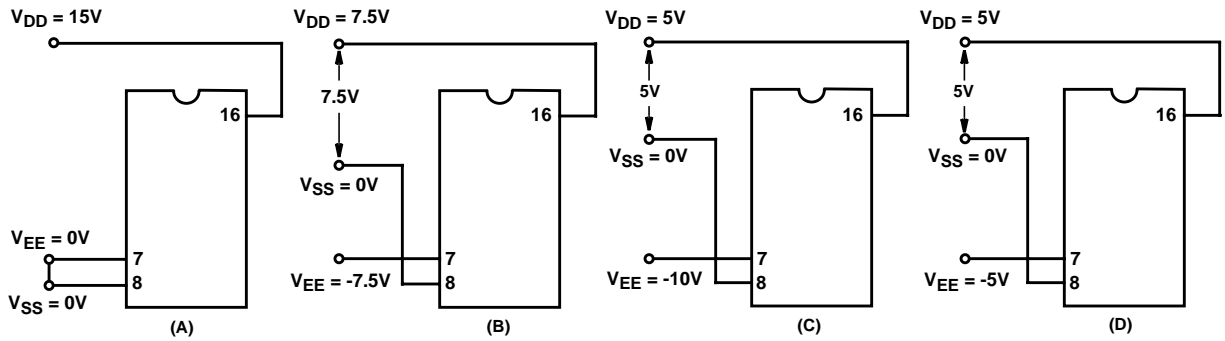 VDD = 15V
16
VEE = 0V
7
8
VSS = 0V
(A)
VDD = 7.5V
7.5V
16
VSS = 0V
7
VEE = -7.5V
8
(B)
VDD = 5V
5V
16
VSS = 0V
7
VEE = -10V
8
(C)
VDD = 5V
5V
16
VSS = 0V
7
VEE = -5V
8
(D)